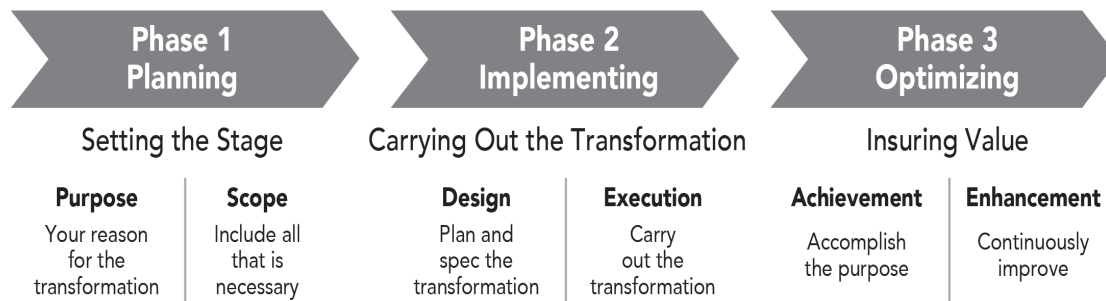 Phase 1
Planning
Phase 2
Implementing
Phase 3
Optimizing
Setting the Stage
Carrying Out the Transformation
Insuring Value
Purpose
Your reason
for the
transformation
Scope
Include all
that is
necessary
Design
Plan and
spec the
transformation
Execution
Carry
out the
transformation
Achievement
Accomplish
the purpose
Enhancement
Continuously
improve